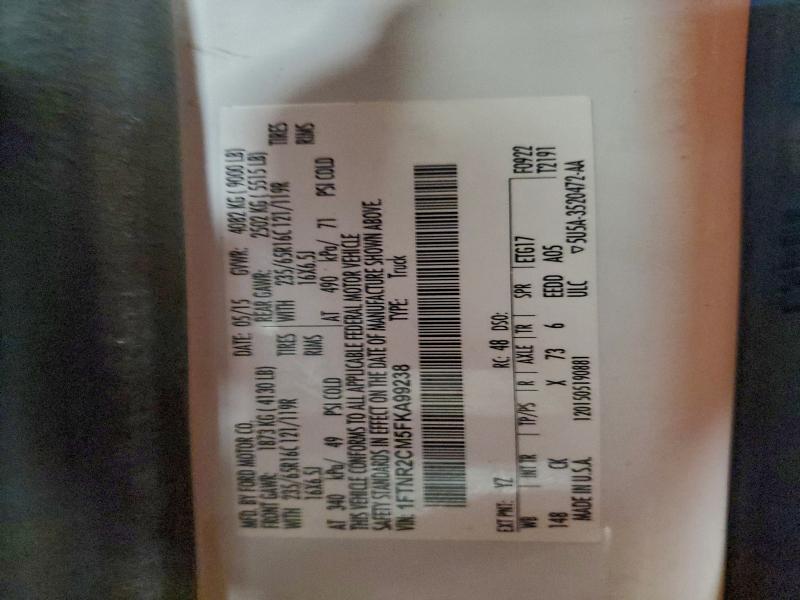 MFD. BY FORD MOTOR CO. DATE: 05/15 GVWR: 4082 KG ( 9000 LB)
FRONT GAWR: 1873 KG ( 4130 LB) REAR GAWR: 2502 KG ( 5515 LB)
WITH 235/65R16C 121/119R TIRES WITH 235/65R16C 121/119R TIRES
16X6.5J RIMS 16X6.5J RIMS
AT 340 kPa/ 49 PSI COLD AT 490 kPa/ 71 PSI COLD
THIS VEHICLE CONFORMS TO ALL APPLICABLE FEDERAL MOTOR VEHICLE
SAFETY STANDARDS IN EFFECT ON THE DATE OF MANUFACTURE SHOWN ABOVE.
VIN: 1FTNR2CM5FKA99238 TYPE: Truck
EXT PNT: YZ RC: 48 DSO: F0922
WB INT TR TP/PS R AXLE TR SPR ETG17 T2191
148 CK X 73 6 EEDD A05
MADE IN U.S.A. 1201505190881 ULC ▽5U5A-3520472-AA